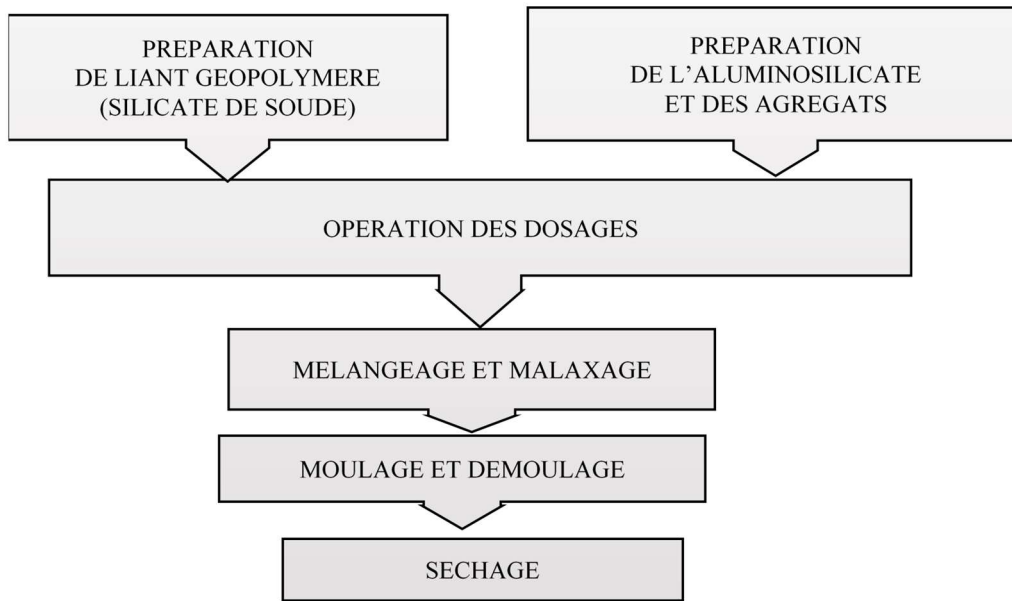 PREPARATION
DE LIANT GEOPOLYMERE
(SILICATE DE SOUDE)
PREPARATION
DE L’ALUMINOSILICATE
ET DES AGREGATS
OPERATION DES DOSAGES
MELANGEAGE ET MALAXAGE
MOULAGE ET DEMOULAGE
SECHAGE